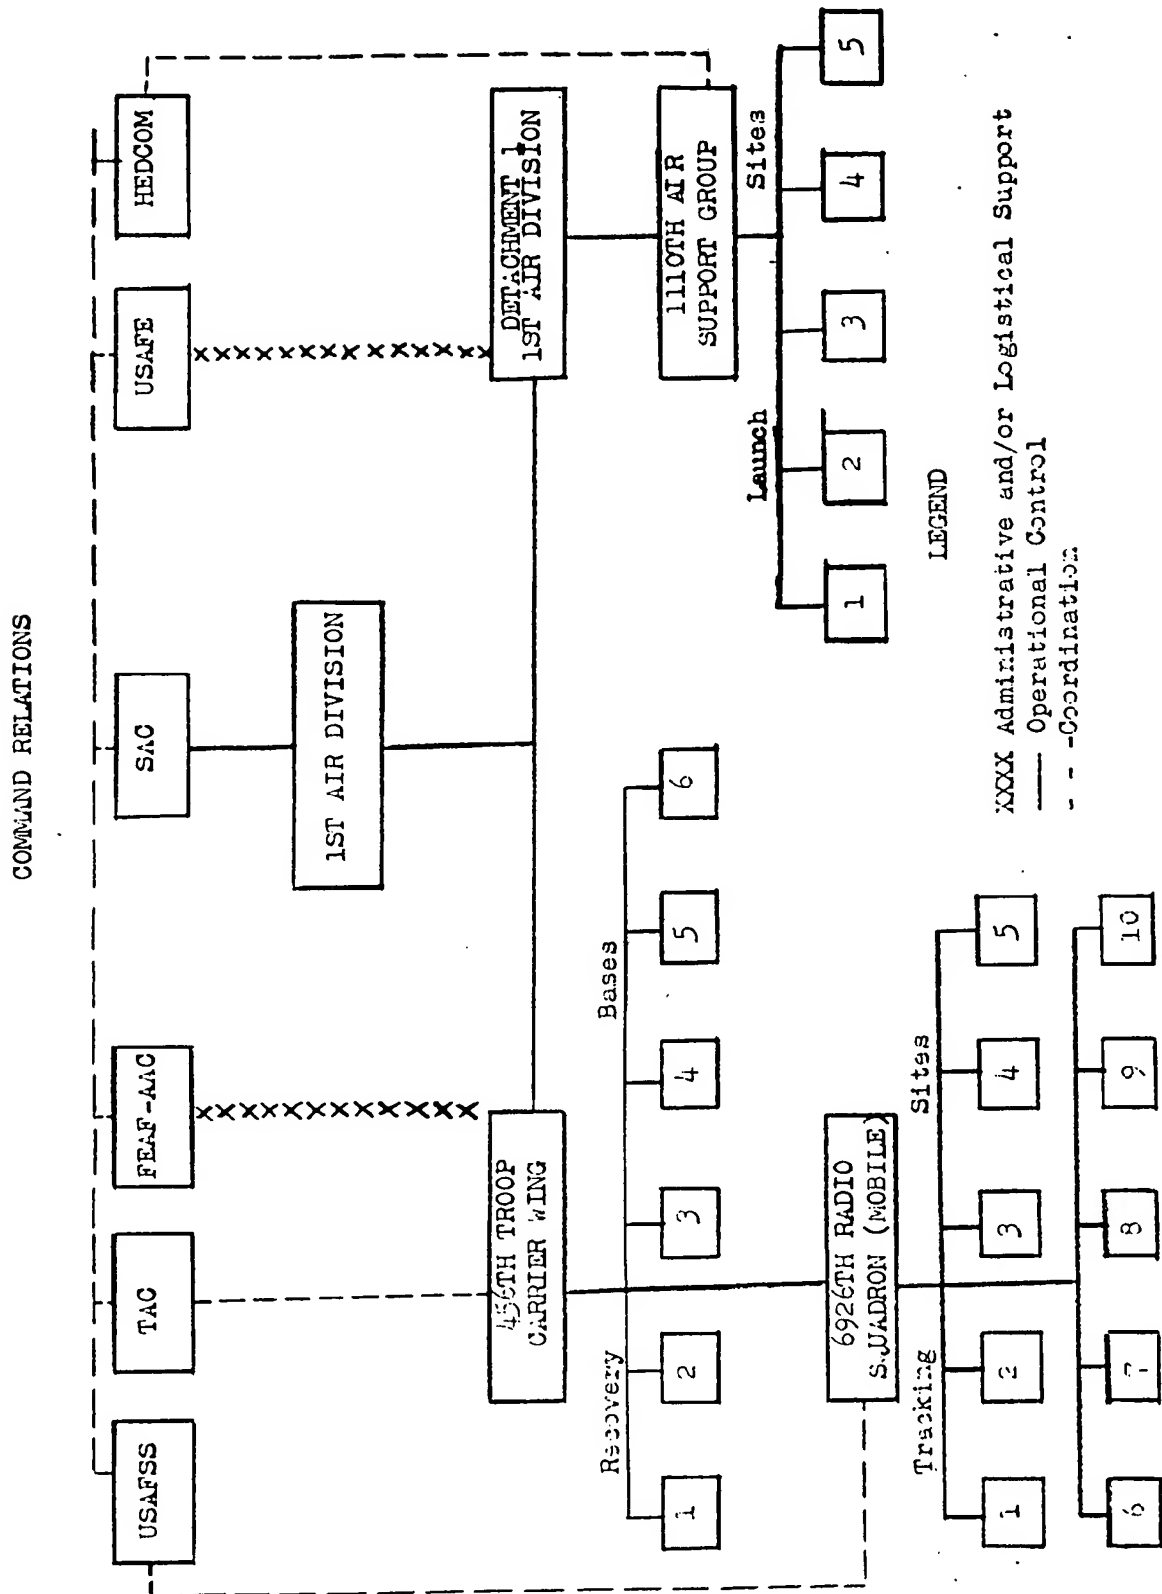 COMMAND RELATIONS
USAFSS
TAC
FEAF-AAC
SAC
USAFE
HEDCOM
1ST AIR DIVISION
456TH TROOP
CARRIER WING
DETACHMENT 1
1ST AIR DIVISION
Recovery Bases
1 2 3 4 5 6
1110TH AIR
SUPPORT GROUP
Launch Sites
1 2 3 4 5
6926TH RADIO
S.UADRON (MOBILE)
Tracking Sites
1 2 3 4 5
6 7 8 9 10
LEGEND
XXXX Administrative and/or Logistical Support
—— Operational Control
- - -Coordination